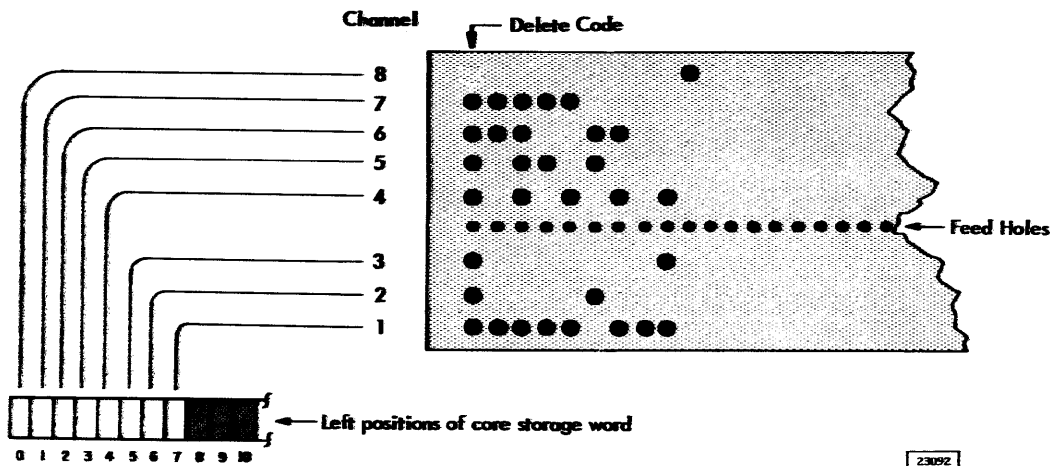 Channel
Delete Code
8
7
6
5
4
Feed Holes
3
2
1
Left positions of core storage word
0 1 2 3 4 5 6 7 8 9 10
23092